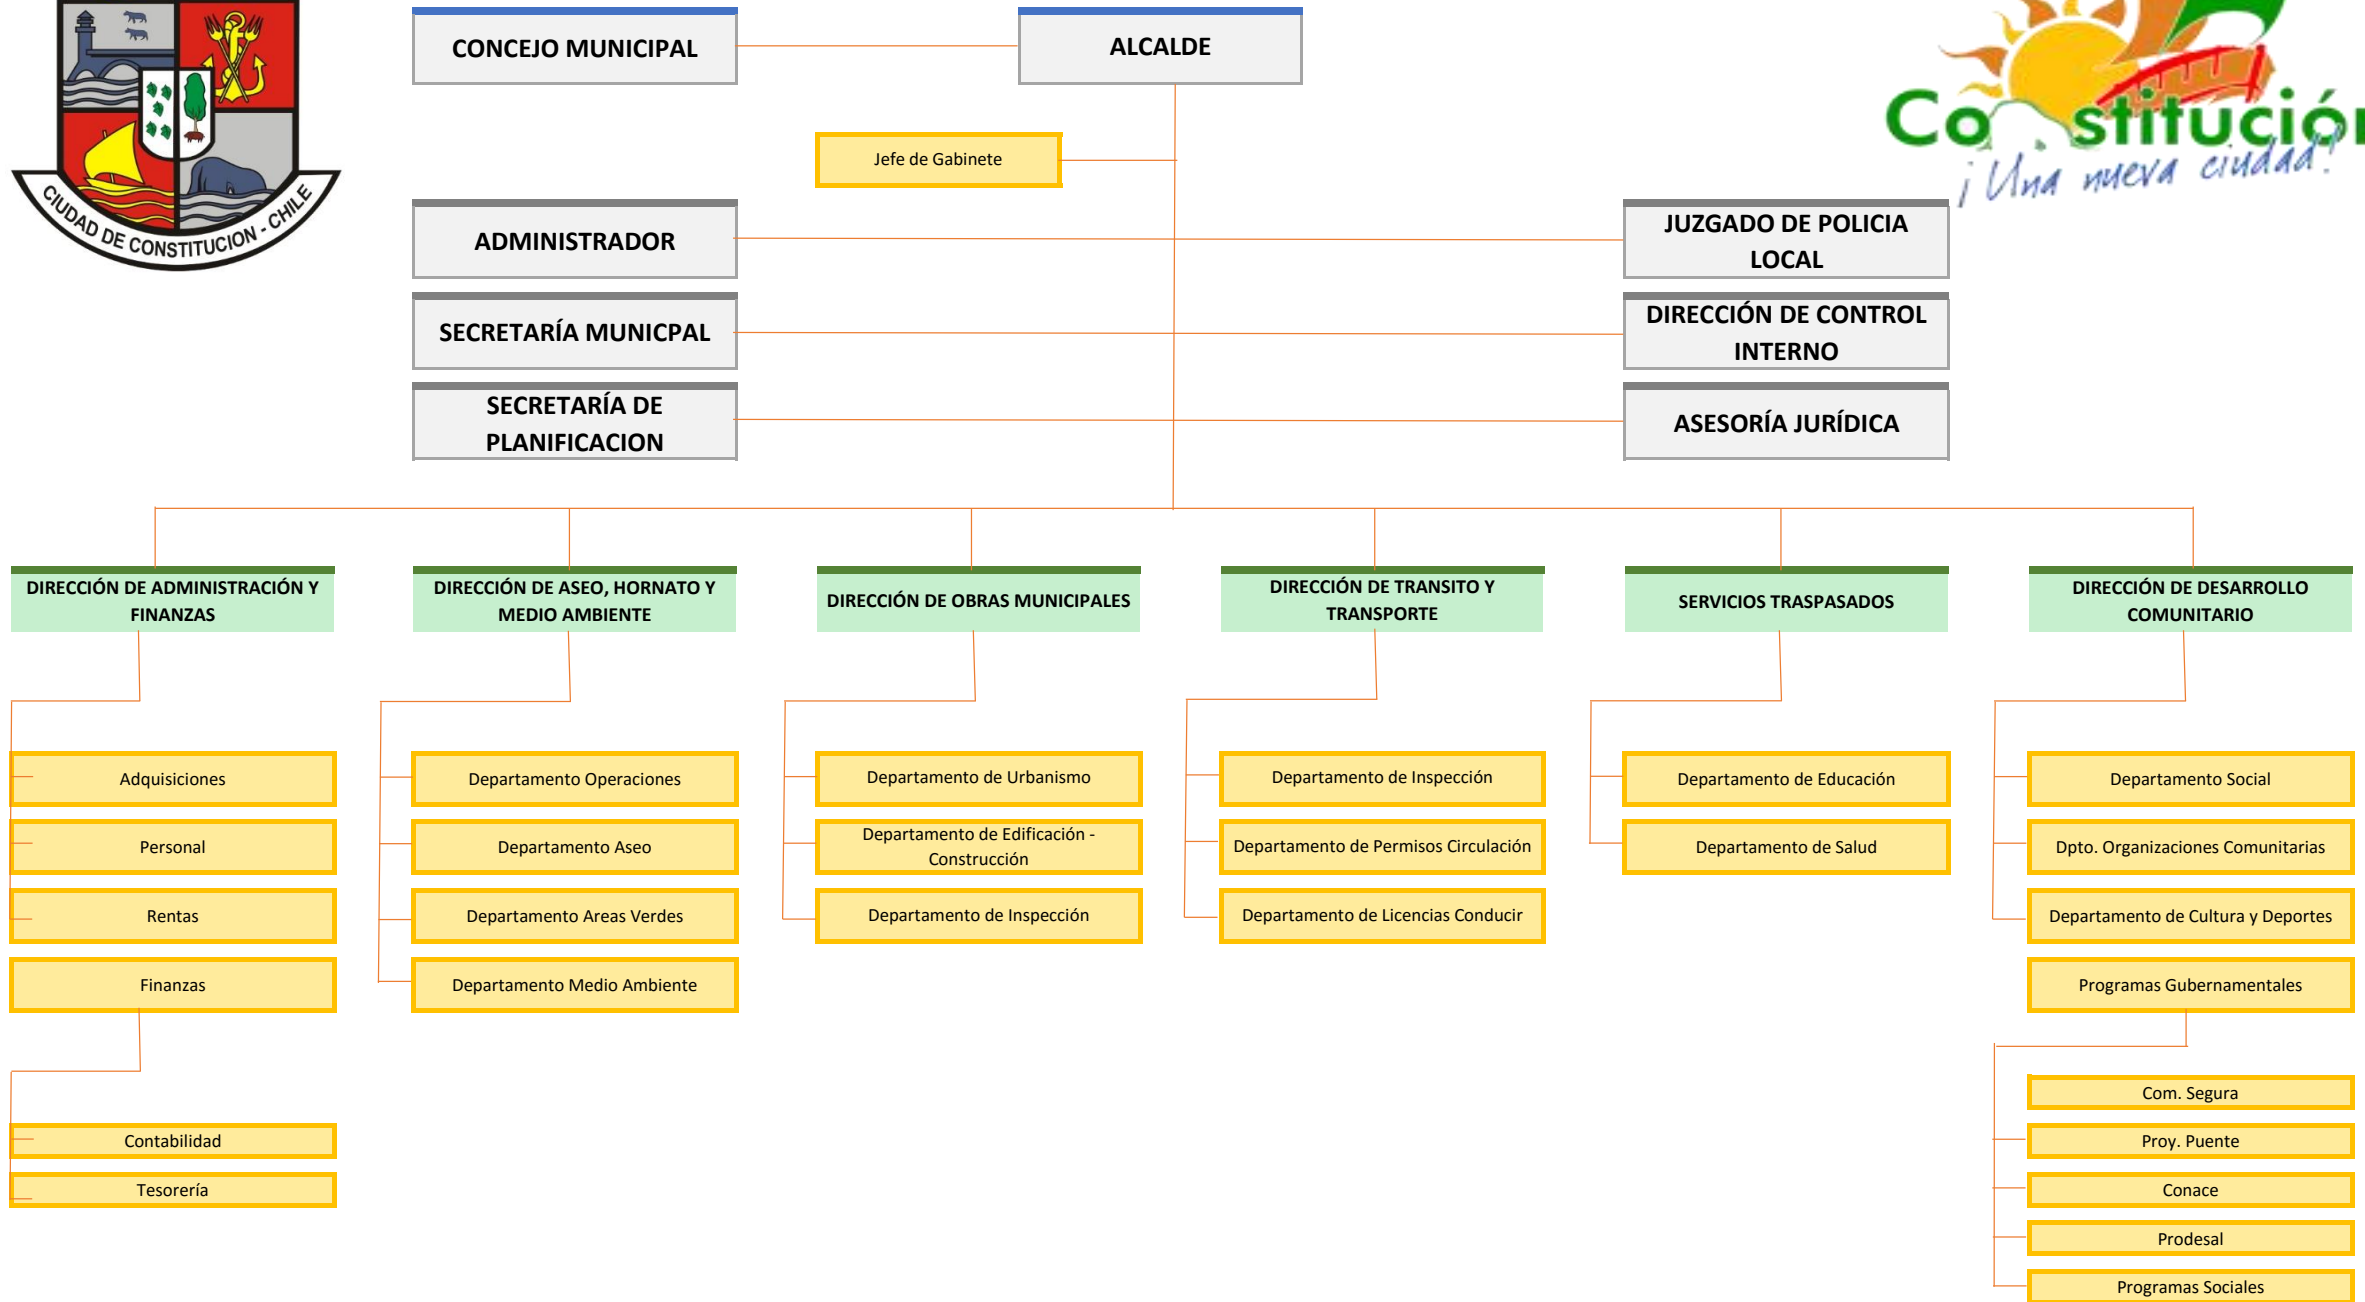 CONCEJO MUNICIPAL
ALCALDE
CIUDAD DE CONSTITUCION - CHILE
Constitución
¡Una nueva ciudad!
Jefe de Gabinete
ADMINISTRADOR
JUZGADO DE POLICIA
LOCAL
SECRETARÍA MUNICPAL
DIRECCIÓN DE CONTROL
INTERNO
SECRETARÍA DE
PLANIFICACION
ASESORÍA JURÍDICA
DIRECCIÓN DE ADMINISTRACIÓN Y
FINANZAS
DIRECCIÓN DE ASEO, HORNATO Y
MEDIO AMBIENTE
DIRECCIÓN DE OBRAS MUNICIPALES
DIRECCIÓN DE TRANSITO Y
TRANSPORTE
SERVICIOS TRASPASADOS
DIRECCIÓN DE DESARROLLO
COMUNITARIO
Adquisiciones
Departamento Operaciones
Departamento de Urbanismo
Departamento de Inspección
Departamento de Educación
Departamento Social
Personal
Departamento Aseo
Departamento de Edificación -
Construcción
Departamento de Permisos Circulación
Departamento de Salud
Dpto. Organizaciones Comunitarias
Rentas
Departamento Areas Verdes
Departamento de Inspección
Departamento de Licencias Conducir
Departamento de Cultura y Deportes
Finanzas
Departamento Medio Ambiente
Programas Gubernamentales
Com. Segura
Contabilidad
Proy. Puente
Tesorería
Conace
Prodesal
Programas Sociales